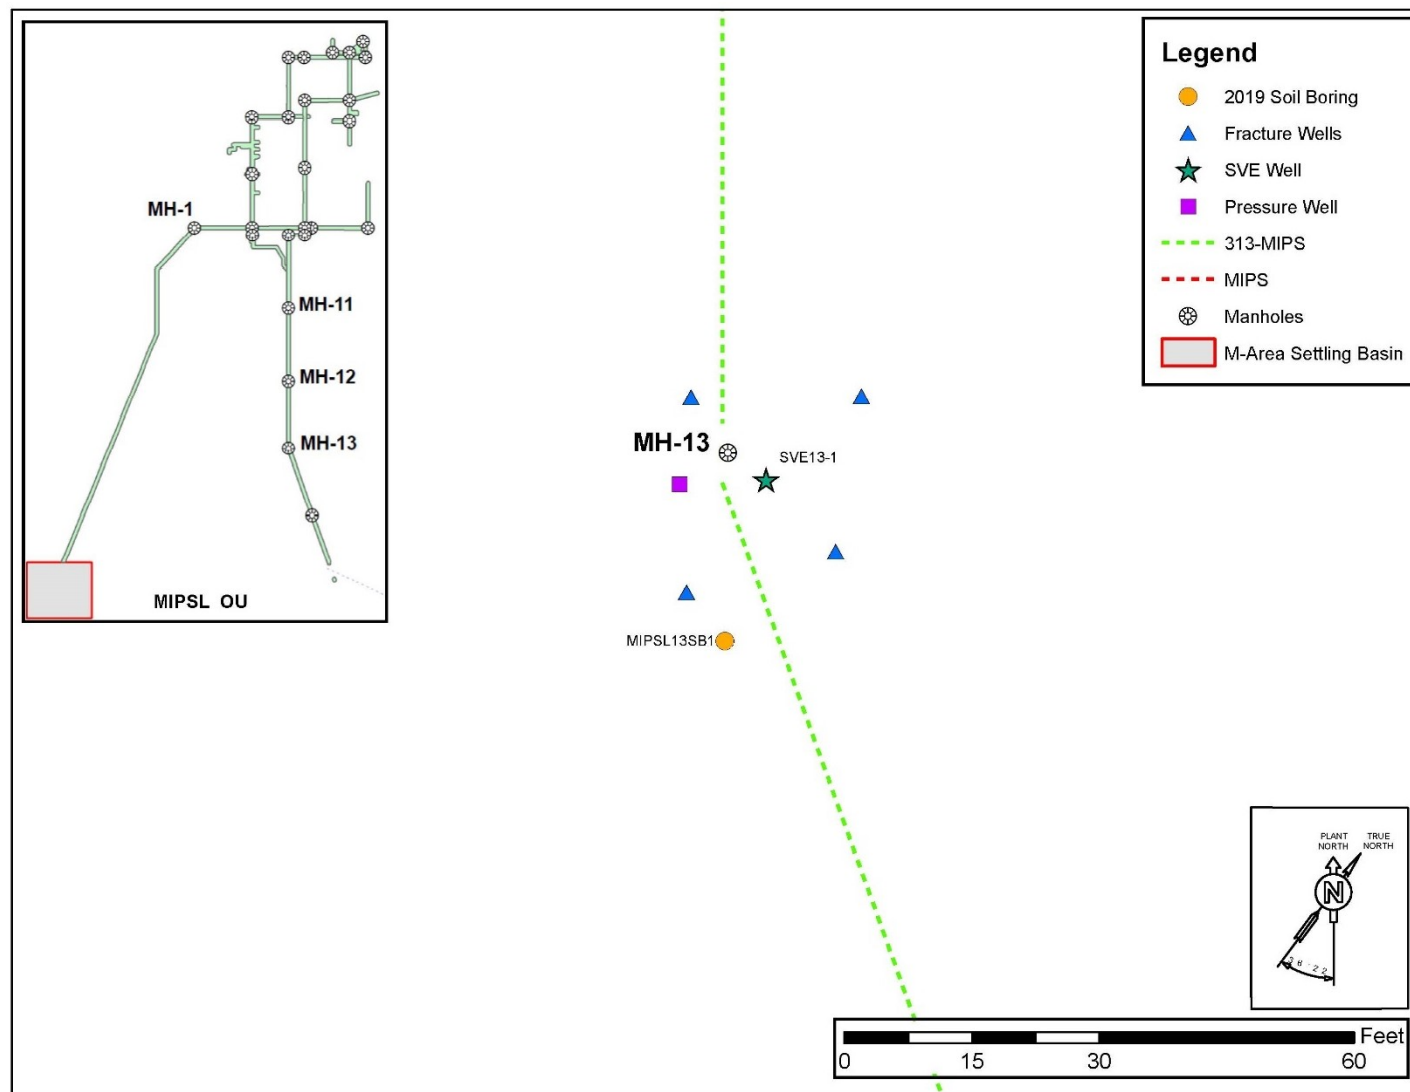 MH-1
MH-11
MH-12
MH-13
MIPSL OU
Legend
2019 Soil Boring
Fracture Wells
SVE Well
Pressure Well
313-MIPS
MIPS
Manholes
M-Area Settling Basin
MH-13
SVE13-1
MIPSL13SB1
PLANT
NORTH
TRUE
NORTH
N
Feet
0 15 30 60